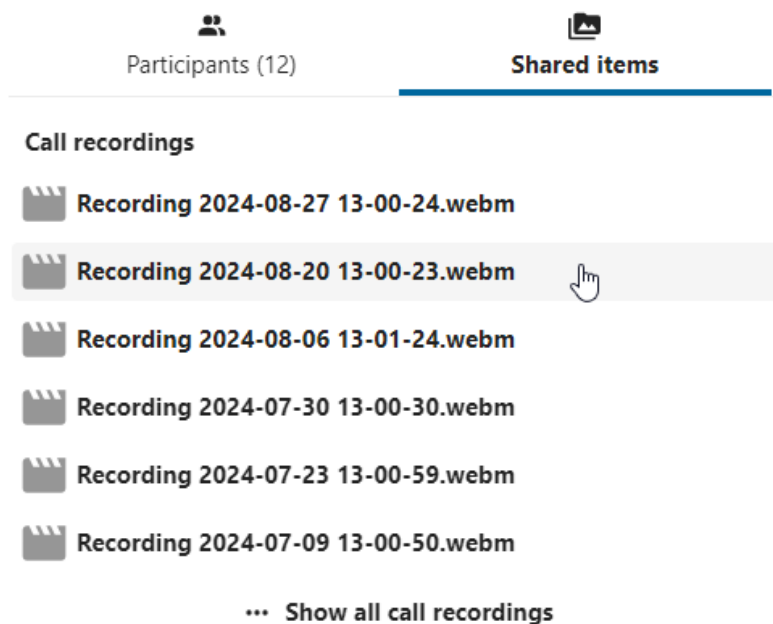 Participants (12)
Shared items
Call recordings
Recording 2024-08-27 13-00-24.webm
Recording 2024-08-20 13-00-23.webm
Recording 2024-08-06 13-01-24.webm
Recording 2024-07-30 13-00-30.webm
Recording 2024-07-23 13-00-59.webm
Recording 2024-07-09 13-00-50.webm
••• Show all call recordings